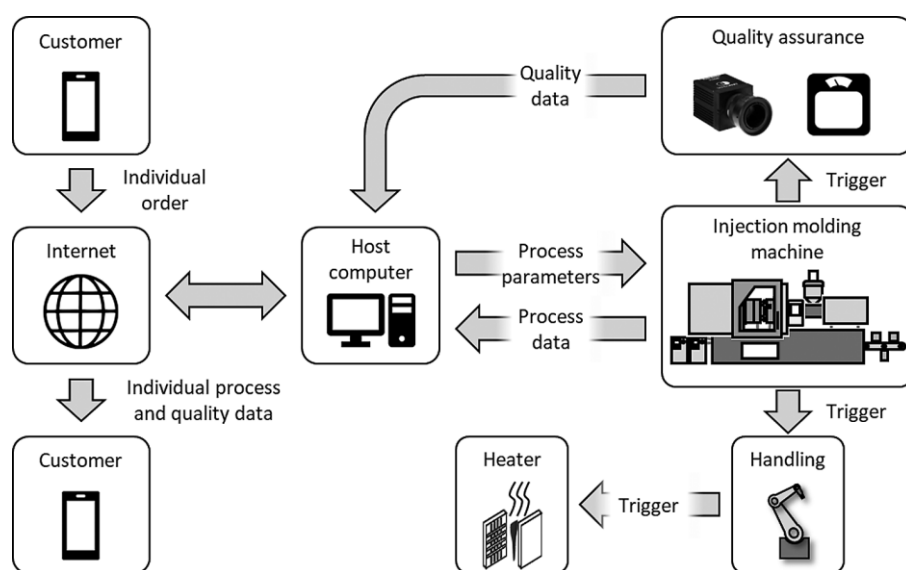 Customer
Quality assurance
Quality
data
Individual
order
Trigger
Internet
Host
computer
Process
parameters
Process
data
Injection molding
machine
Individual process
and quality data
Trigger
Customer
Heater
Trigger
Handling